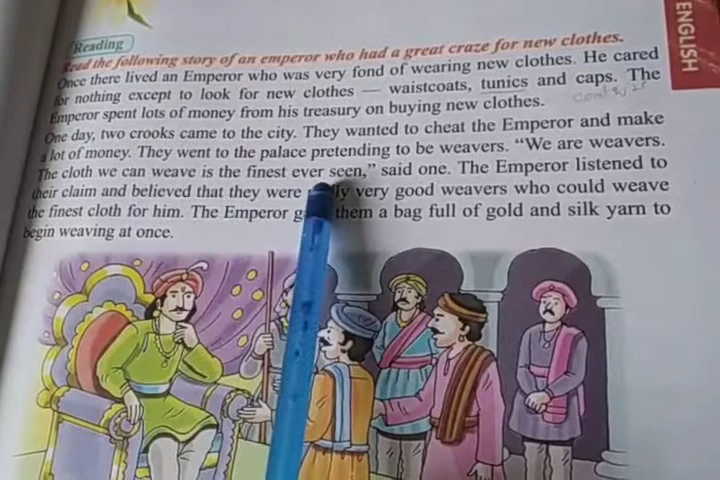 Reading
ENGLISH
Read the following story of an emperor who had a great craze for new clothes.
Once there lived an Emperor who was very fond of wearing new clothes. He cared
for nothing except to look for new clothes — waistcoats, tunics and caps. The
Emperor spent lots of money from his treasury on buying new clothes.
One day, two crooks came to the city. They wanted to cheat the Emperor and make
a lot of money. They went to the palace pretending to be weavers. “We are weavers.
The cloth we can weave is the finest ever seen,” said one. The Emperor listened to
their claim and believed that they were very good weavers who could weave
the finest cloth for him. The Emperor them a bag full of gold and silk yarn to
begin weaving at once.